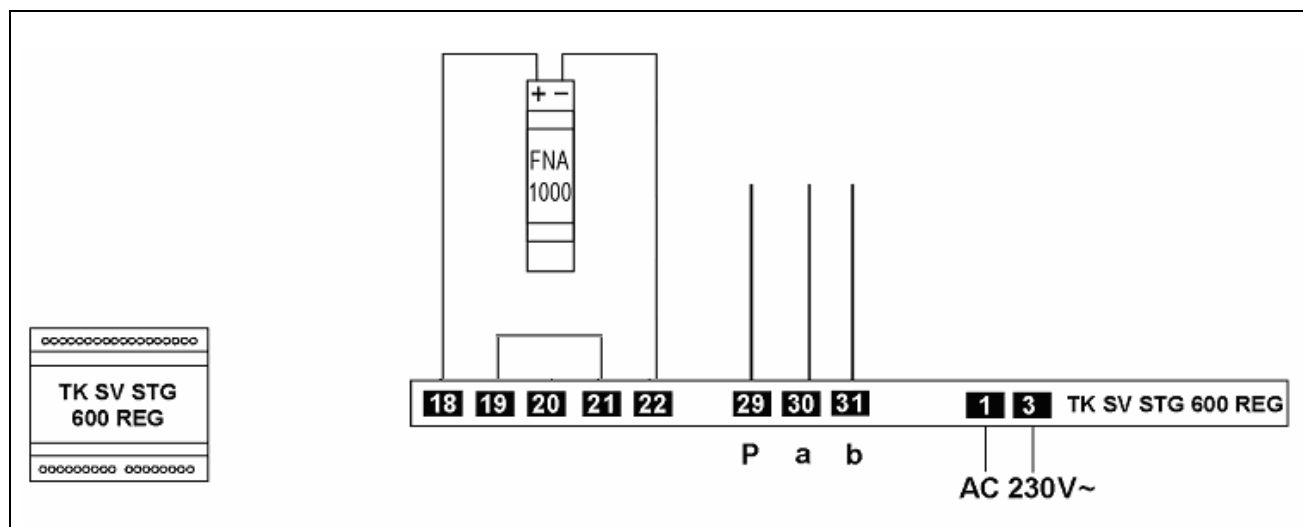 + −
FNA
1000
TK SV STG
600 REG
18 19 20 21 22 29 30 31 1 3 TK SV STG 600 REG
P a b
AC 230V~